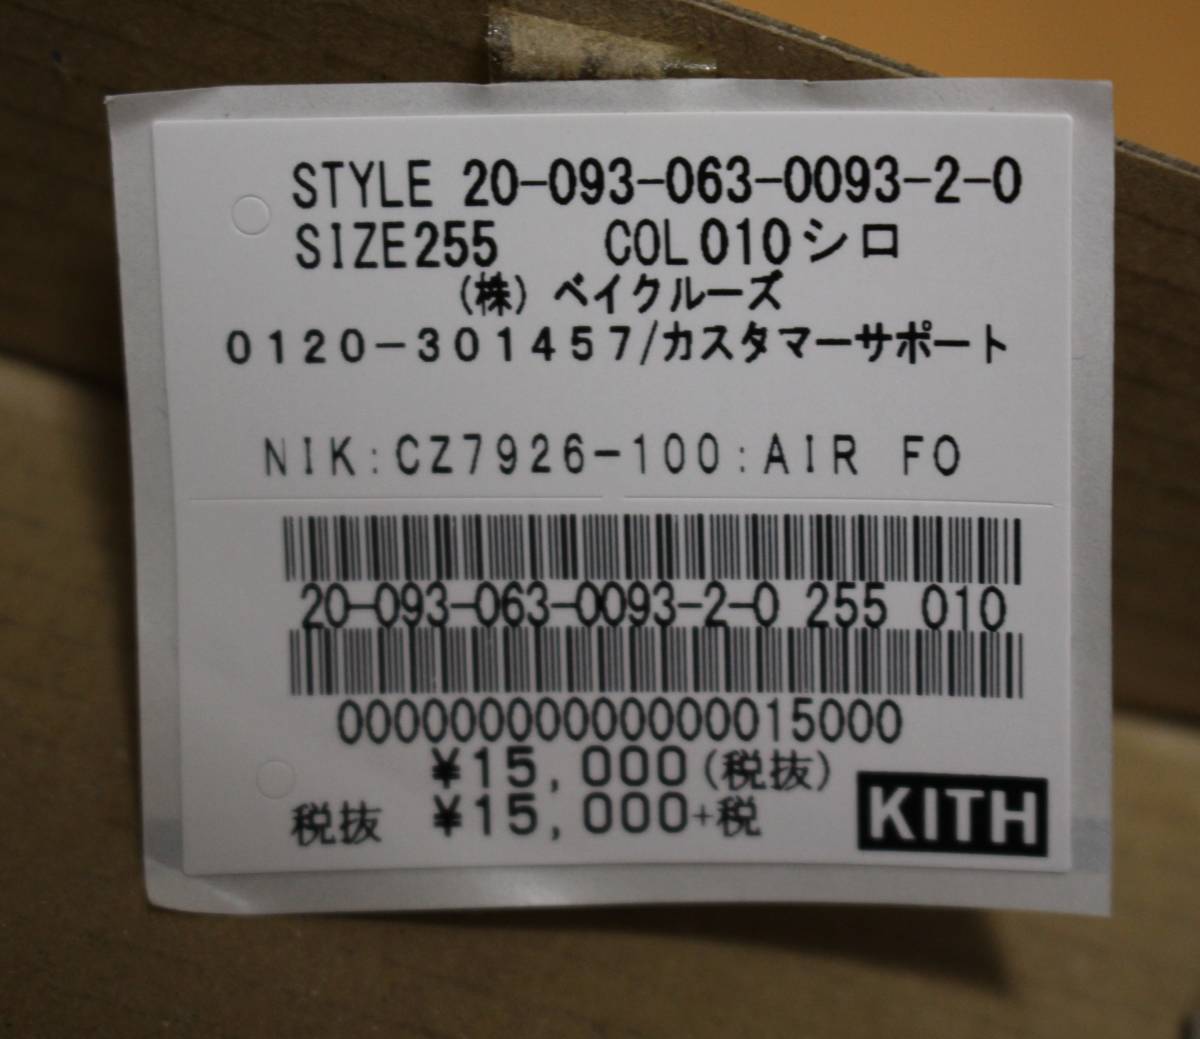 STYLE 20-093-063-0093-2-0
SIZE255 COL010シロ
(株) ベイクルーズ
0120-301457/カスタマーサポート
NIK:CZ7926-100:AIR FO
20-093-063-0093-2-0 255 010
00000000000000000015000
¥15,000(税抜)
税抜 ¥15,000+税
KITH